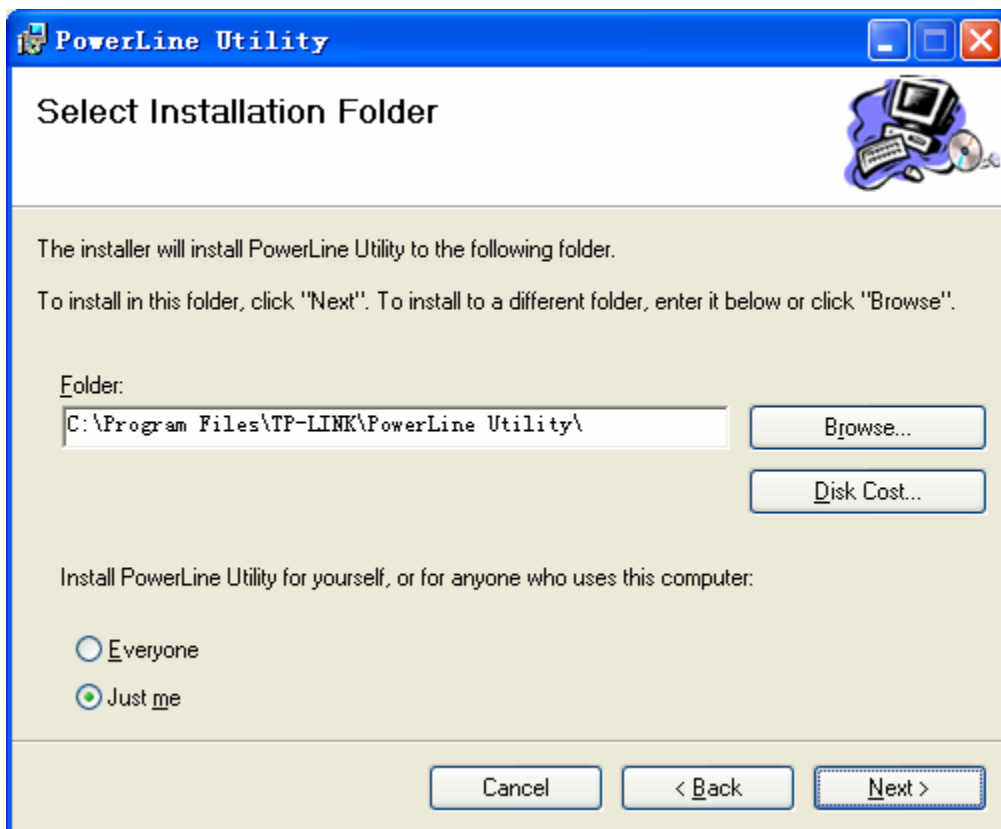 PowerLine Utility
Select Installation Folder
The installer will install PowerLine Utility to the following folder.
To install in this folder, click "Next". To install to a different folder, enter it below or click "Browse".
Folder:
C:\Program Files\TP-LINK\PowerLine Utility\
Browse...
Disk Cost...
Install PowerLine Utility for yourself, or for anyone who uses this computer:
Everyone
Just me
Cancel
< Back
Next >